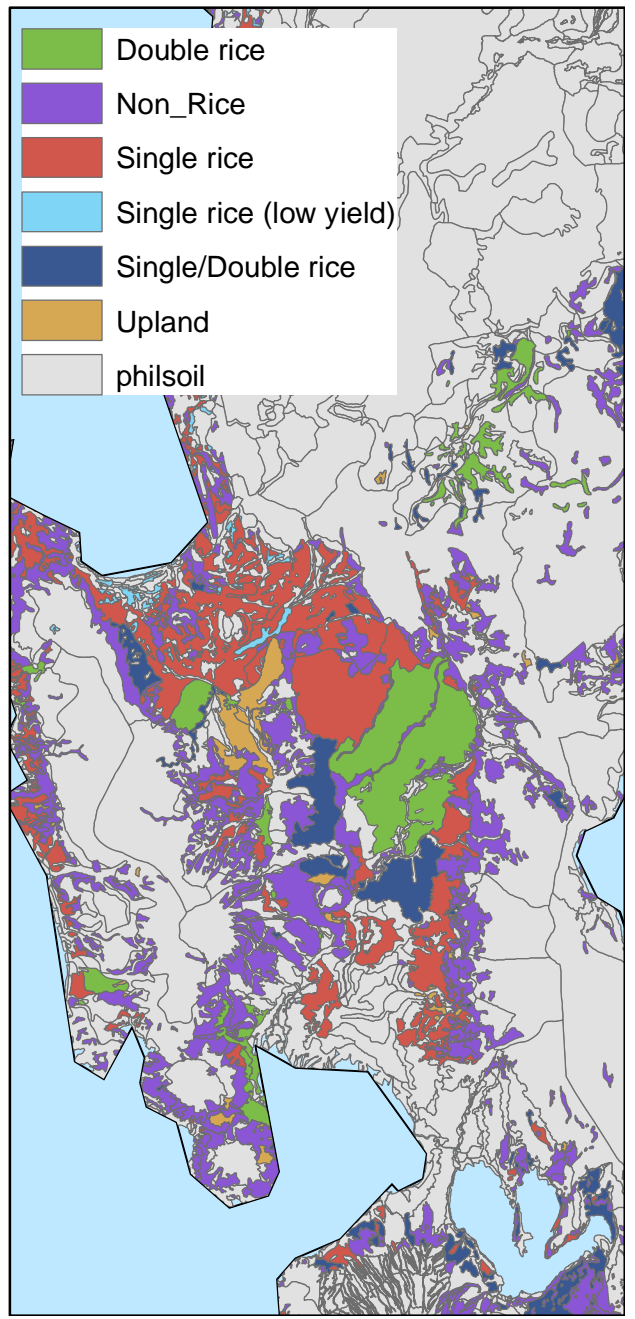 Double rice
Non_Rice
Single rice
Single rice (low yield)
Single/Double rice
Upland
philsoil